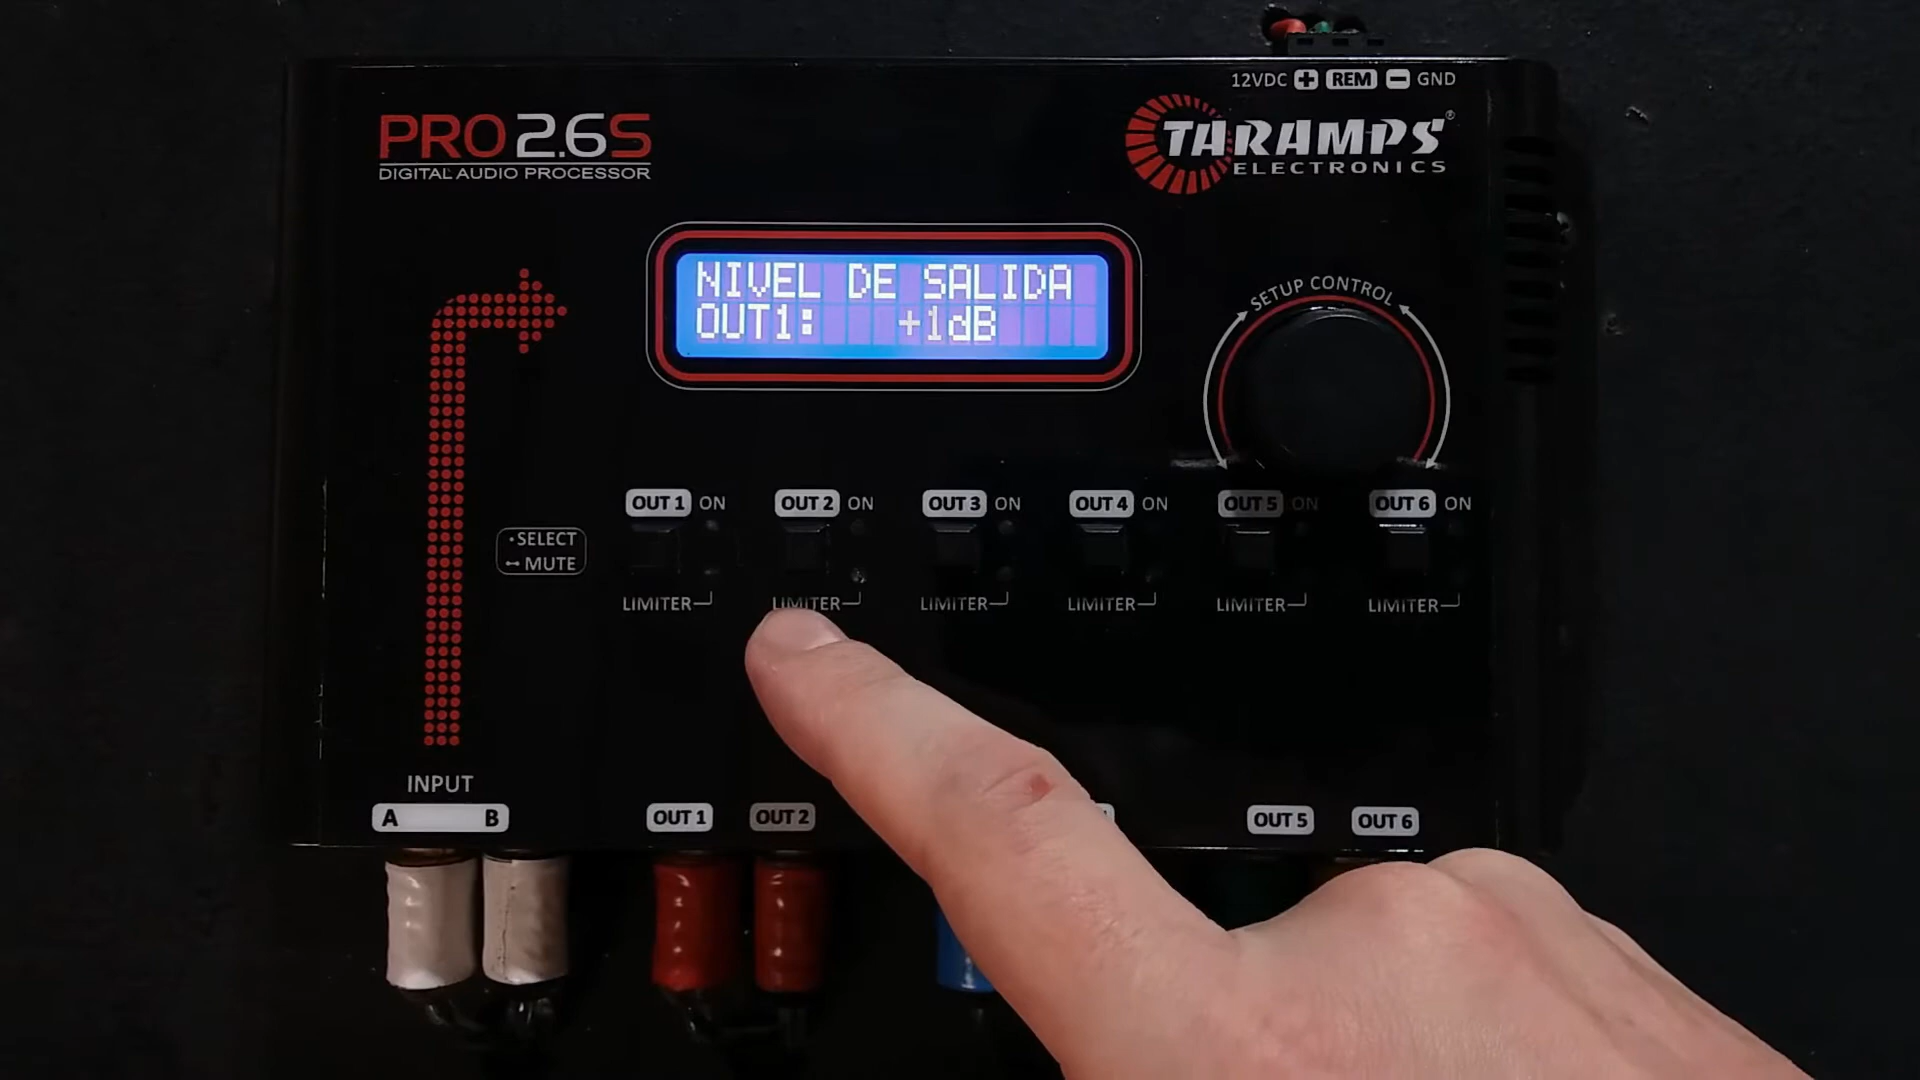 12VDC + REM - GND
PRO 2.6S
DIGITAL AUDIO PROCESSOR
TARAMPS®
ELECTRONICS
NIVEL DE SALIDA
OUT1: +1dB
SETUP CONTROL
OUT 1 ON OUT 2 ON OUT 3 ON OUT 4 ON OUT 5 ON OUT 6 ON
SELECT
MUTE
LIMITER LIMITER LIMITER LIMITER LIMITER LIMITER
INPUT
A B OUT 1 OUT 2 OUT 5 OUT 6